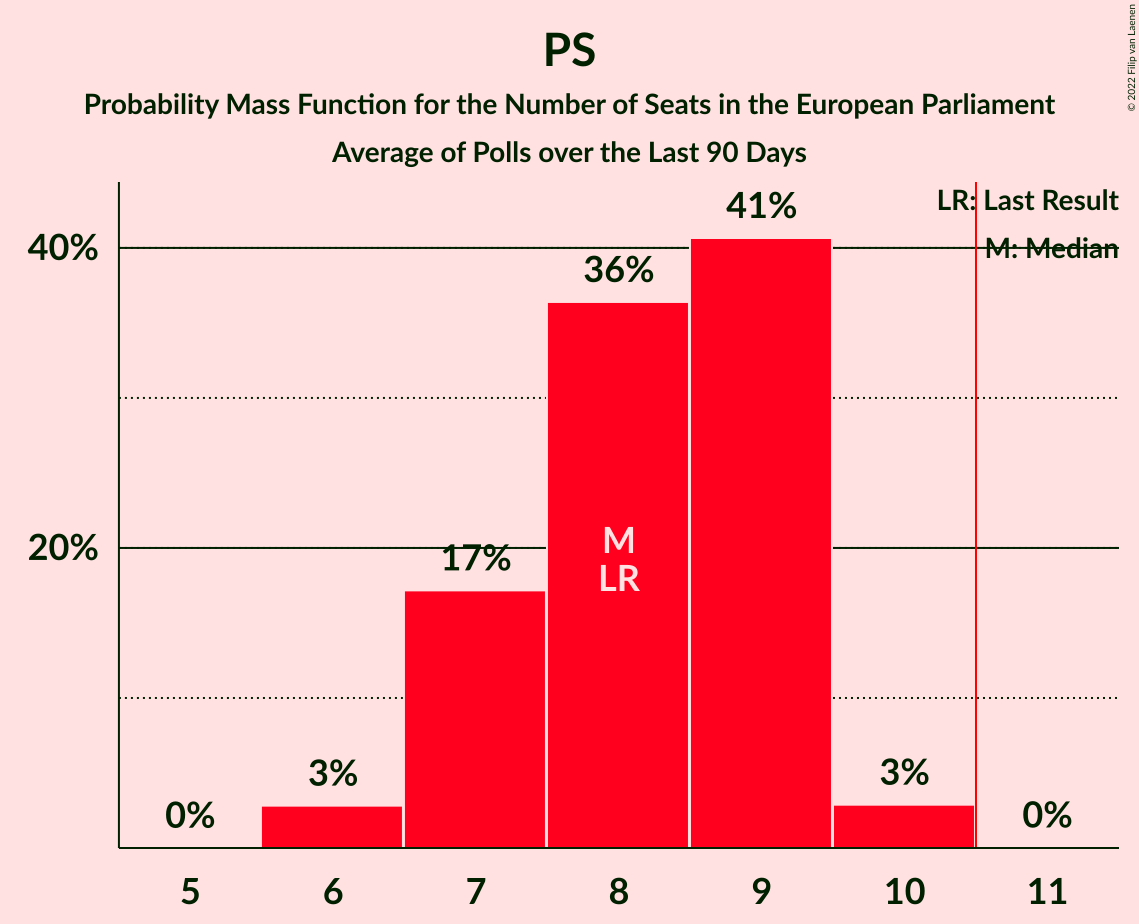 PS
Probability Mass Function for the Number of Seats in the European Parliament
Average of Polls over the Last 90 Days
© 2022 Filip van Laenen
LR: Last Result
M: Median
40%
20%
0%
3%
17%
36%
41%
3%
0%
M
LR
5 6 7 8 9 10 11